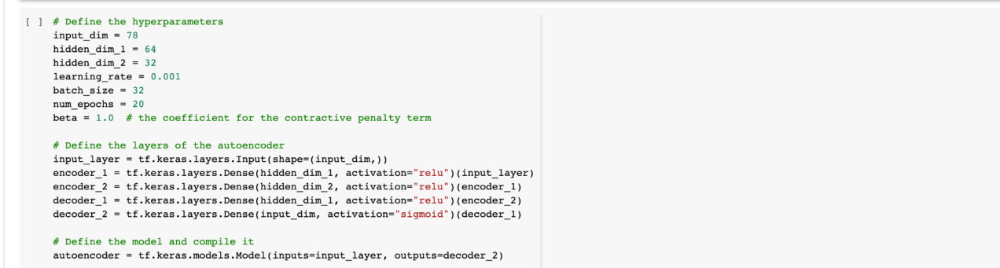 [ ] # Define the hyperparameters
input_dim = 78
hidden_dim_1 = 64
hidden_dim_2 = 32
learning_rate = 0.001
batch_size = 32
num_epochs = 20
beta = 1.0  # the coefficient for the contractive penalty term

# Define the layers of the autoencoder
input_layer = tf.keras.layers.Input(shape=(input_dim,))
encoder_1 = tf.keras.layers.Dense(hidden_dim_1, activation="relu")(input_layer)
encoder_2 = tf.keras.layers.Dense(hidden_dim_2, activation="relu")(encoder_1)
decoder_1 = tf.keras.layers.Dense(hidden_dim_1, activation="relu")(encoder_2)
decoder_2 = tf.keras.layers.Dense(input_dim, activation="sigmoid")(decoder_1)

# Define the model and compile it
autoencoder = tf.keras.models.Model(inputs=input_layer, outputs=decoder_2)